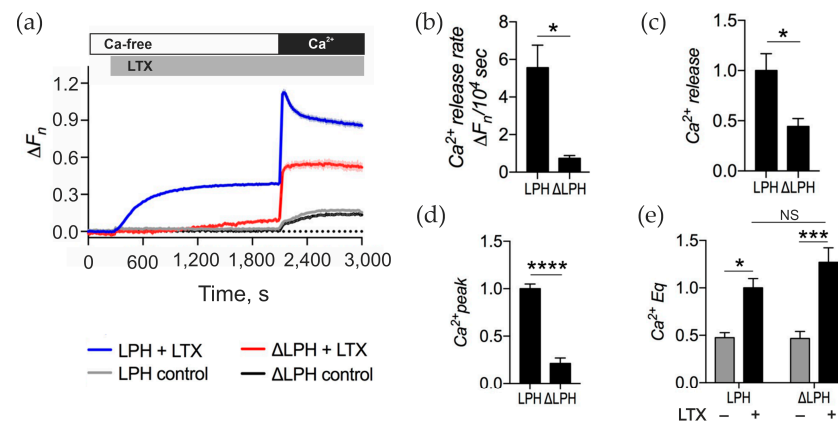 (a)
Ca-free
Ca²⁺
LTX
ΔFn
1.2
0.9
0.6
0.3
0.0
0
600
1,200
1,800
2,400
3,000
Time, s
LPH + LTX
ΔLPH + LTX
LPH control
ΔLPH control
(b)
Ca²⁺ release rate
ΔFn/10⁴ sec
8
6
4
2
0
*
LPH
ΔLPH
(c)
Ca²⁺ release
1.5
1.0
0.5
0.0
*
LPH
ΔLPH
(d)
Ca²⁺peak
1.5
1.0
0.5
0.0
****
LPH
ΔLPH
(e)
Ca²⁺ Eq
1.5
1.0
0.5
0.0
NS
*
***
LPH
ΔLPH
LTX – + – +